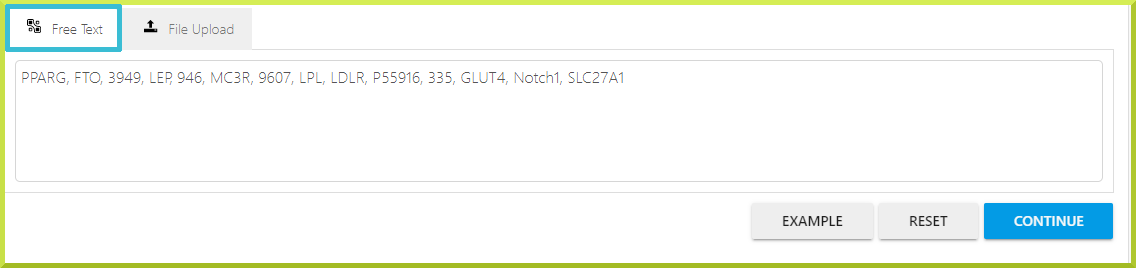 Free Text File Upload
PPARG, FTO, 3949, LEP, 946, MC3R, 9607, LPL, LDLR, P55916, 335, GLUT4, Notch1, SLC27A1
EXAMPLE RESET CONTINUE